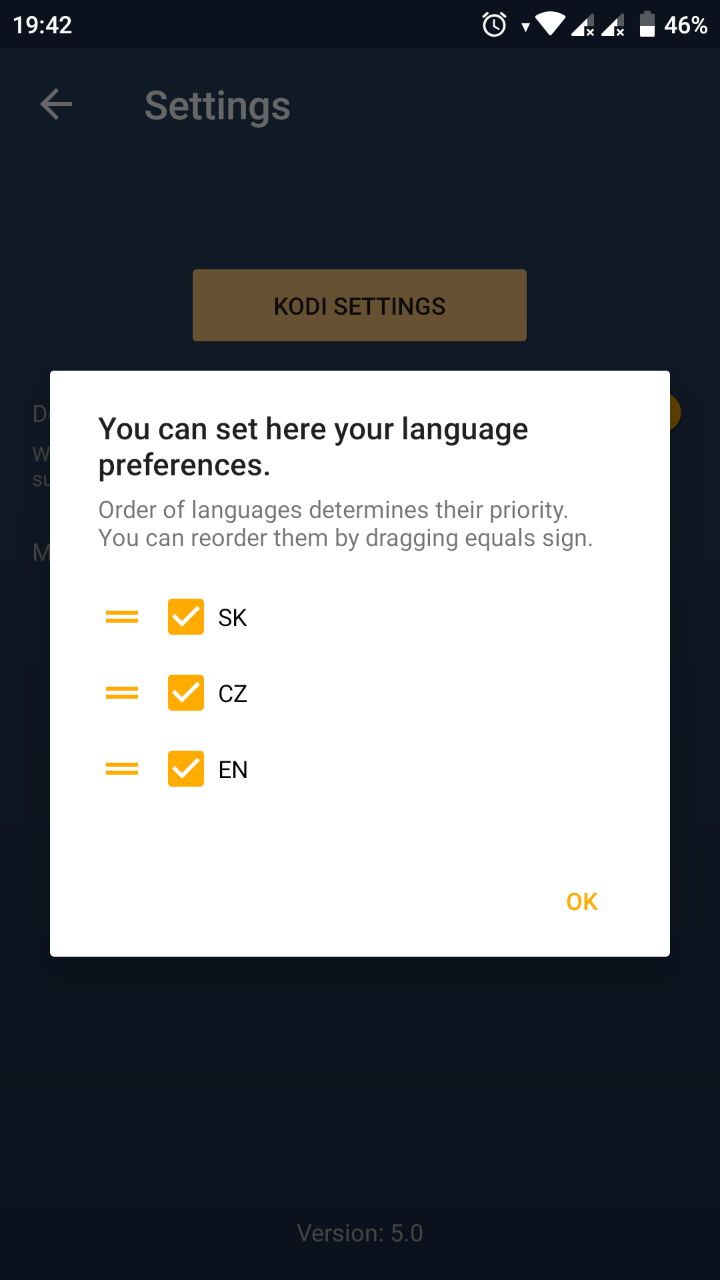 19:42
46%
Settings
KODI SETTINGS
You can set here your language
preferences.
Order of languages determines their priority.
You can reorder them by dragging equals sign.
SK
CZ
EN
OK
Version: 5.0